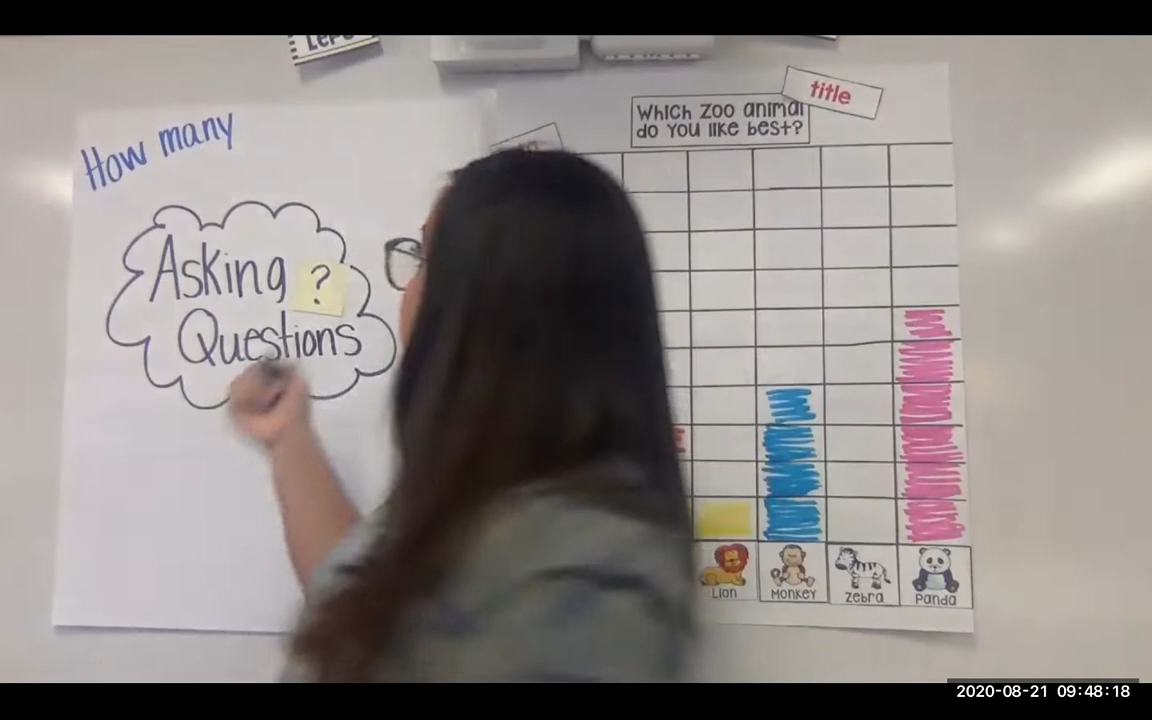 How many
Asking ?
Questions
title
Which zoo animal
do you like best?
Lion
Monkey
Zebra
Panda
2020-08-21 09:48:18